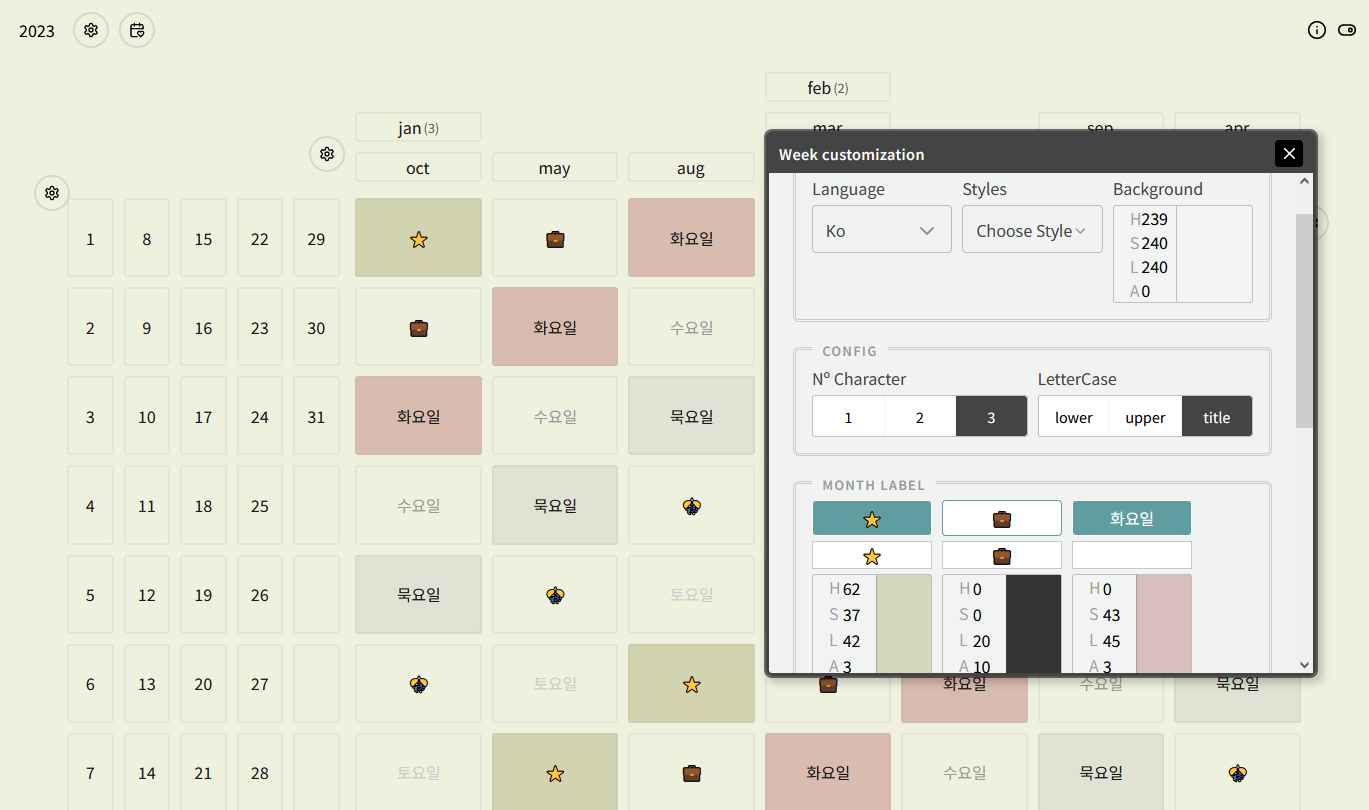 2023
feb (2)
jan (3)
mar
sep
apr
oct
may
aug
1 8 15 22 29
화요일
2 9 16 23 30
화요일
수요일
3 10 17 24 31
화요일
수요일
목요일
4 11 18 25
수요일
목요일
5 12 19 26
목요일
토요일
6 13 20 27
토요일
화요일
수요일
목요일
7 14 21 28
토요일
화요일
수요일
목요일
Week customization
Language
Styles
Background
Ko
Choose Style
H 239
S 240
L 240
A 0
CONFIG
Nº Character
LetterCase
1 2 3
lower upper title
MONTH LABEL
화요일
H 62
S 37
L 42
A 3
H 0
S 0
L 20
A 10
H 0
S 43
L 45
A 3